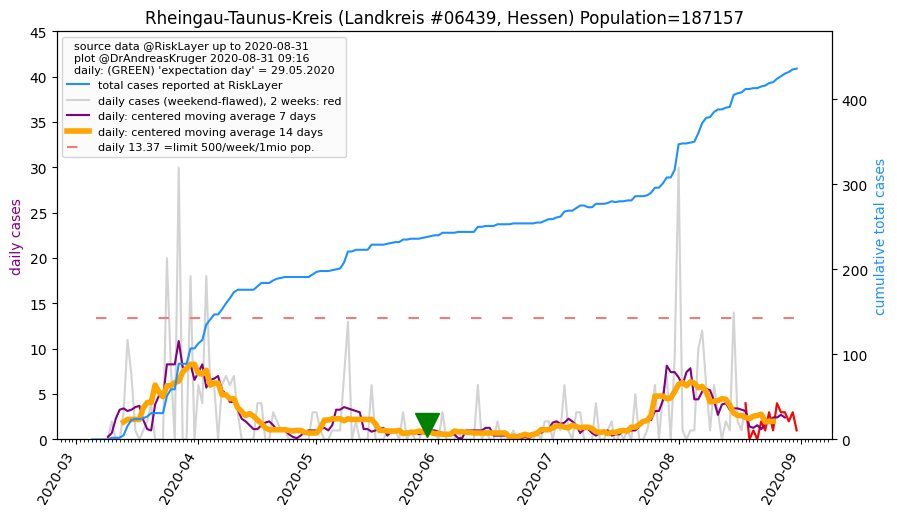 Rheingau-Taunus-Kreis (Landkreis #06439, Hessen) Population=187157
source data @RiskLayer up to 2020-08-31
plot @DrAndreasKruger 2020-08-31 09:16
daily: (GREEN) 'expectation day' = 29.05.2020
total cases reported at RiskLayer
daily cases (weekend-flawed), 2 weeks: red
daily: centered moving average 7 days
daily: centered moving average 14 days
daily 13.37 =limit 500/week/1mio pop.
daily cases
45
40
35
30
25
20
15
10
5
0
400
300
200
100
0
cumulative total cases
2020-03
2020-04
2020-05
2020-06
2020-07
2020-08
2020-09